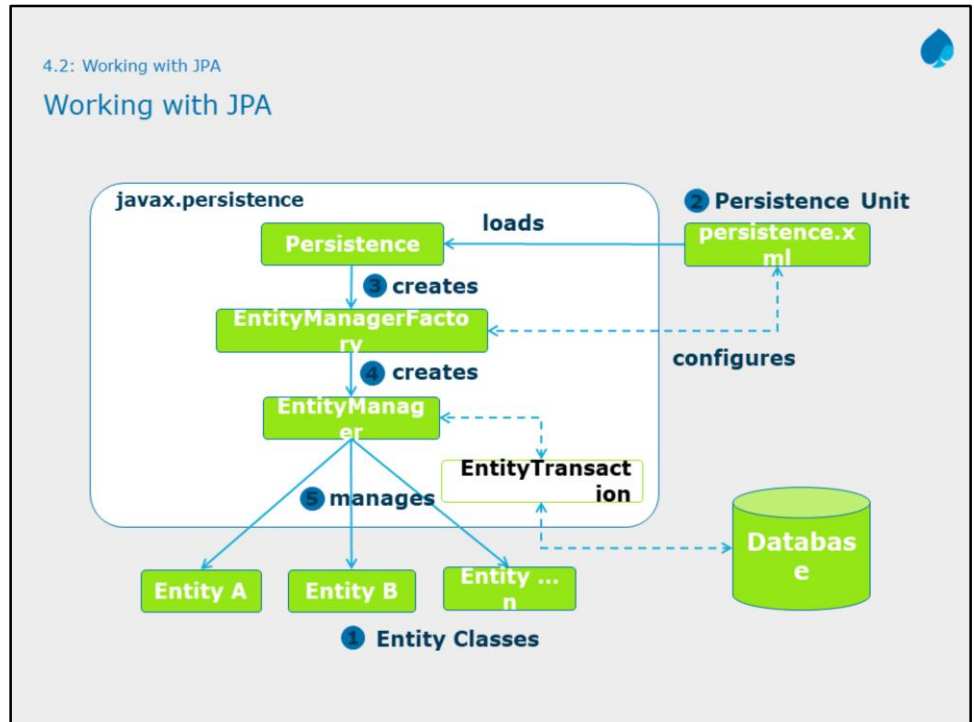 4.2: Working with JPA
Working with JPA
javax.persistence
2 Persistence Unit
loads
Persistence
persistence.x
ml
3 creates
EntityManagerFacto
ry
configures
4 creates
EntityManag
er
EntityTransact
ion
5 manages
Databas
e
Entity A
Entity B
Entity ...
n
1 Entity Classes